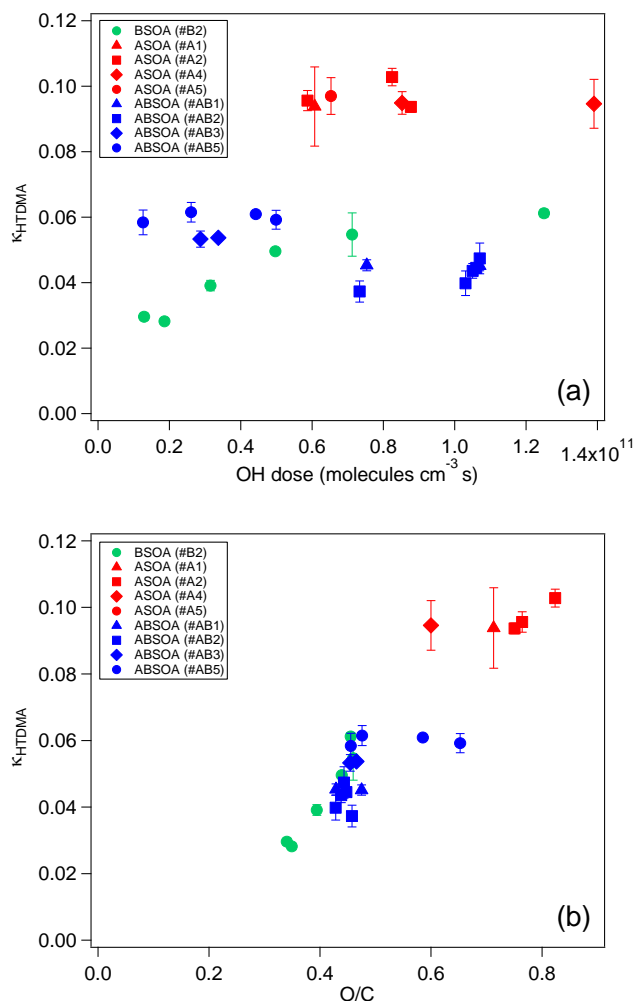 0.12
0.10
0.08
0.06
0.04
0.02
0.00
κHTDMA
BSOA (#B2)
ASOA (#A1)
ASOA (#A2)
ASOA (#A4)
ASOA (#A5)
ABSOA (#AB1)
ABSOA (#AB2)
ABSOA (#AB3)
ABSOA (#AB5)
(a)
0.0 0.2 0.4 0.6 0.8 1.0 1.2 1.4x10¹¹
OH dose (molecules cm⁻³ s)
0.12
0.10
0.08
0.06
0.04
0.02
0.00
κHTDMA
BSOA (#B2)
ASOA (#A1)
ASOA (#A2)
ASOA (#A4)
ASOA (#A5)
ABSOA (#AB1)
ABSOA (#AB2)
ABSOA (#AB3)
ABSOA (#AB5)
(b)
0.0 0.2 0.4 0.6 0.8
O/C